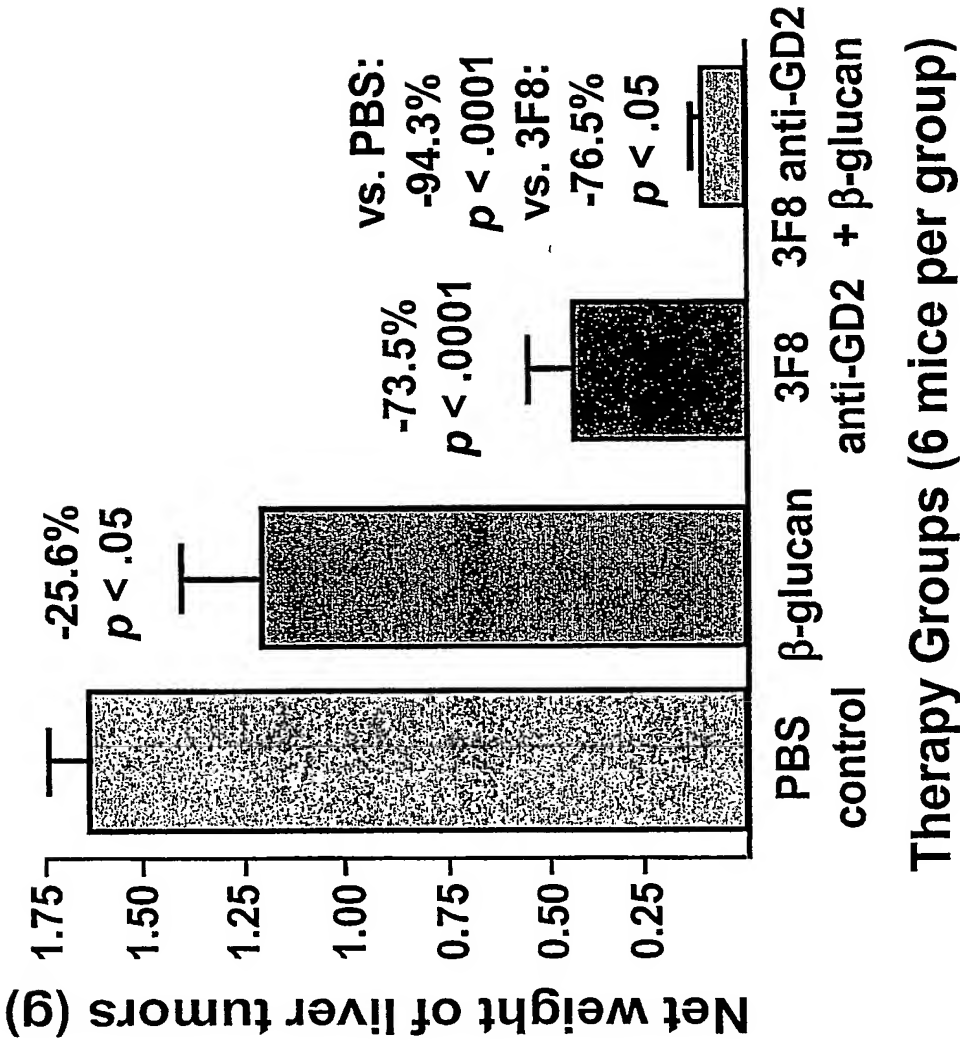 Net weight of liver tumors (g)
1.75
1.50
1.25
1.00
0.75
0.50
0.25
-25.6%
p < .05
-73.5%
p < .0001
vs. PBS:
-94.3%
p < .0001
vs. 3F8:
-76.5%
p < .05
PBS
control
β-glucan
3F8
anti-GD2
3F8 anti-GD2
+ β-glucan
Therapy Groups (6 mice per group)